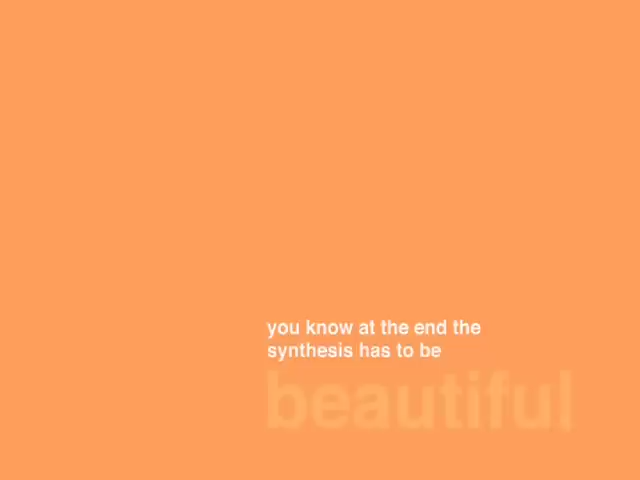 you know at the end the
synthesis has to be
beautiful